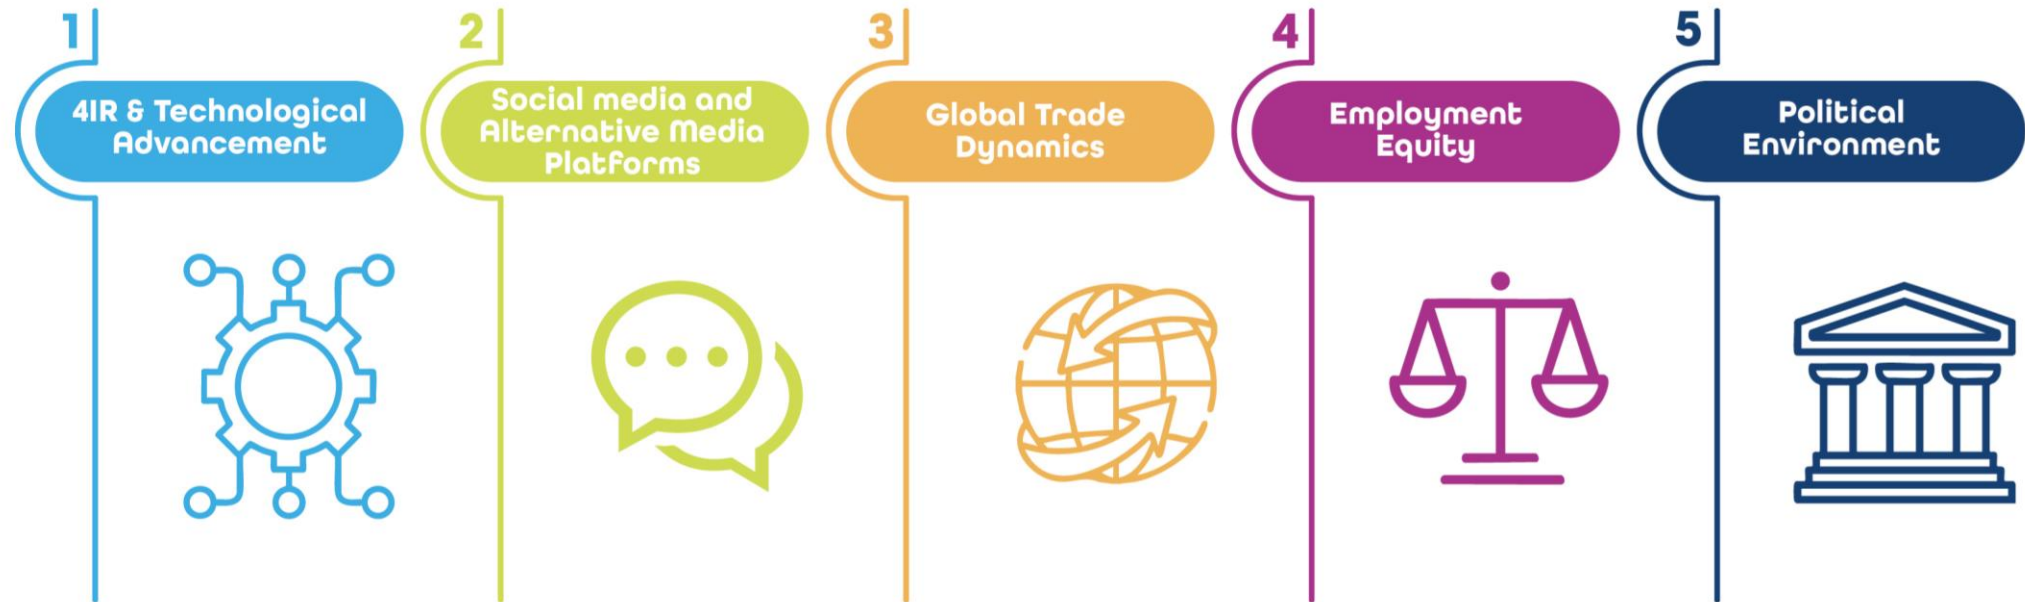 1
4IR & Technological
Advancement
2
Social media and
Alternative Media
Platforms
3
Global Trade
Dynamics
4
Employment
Equity
5
Political
Environment